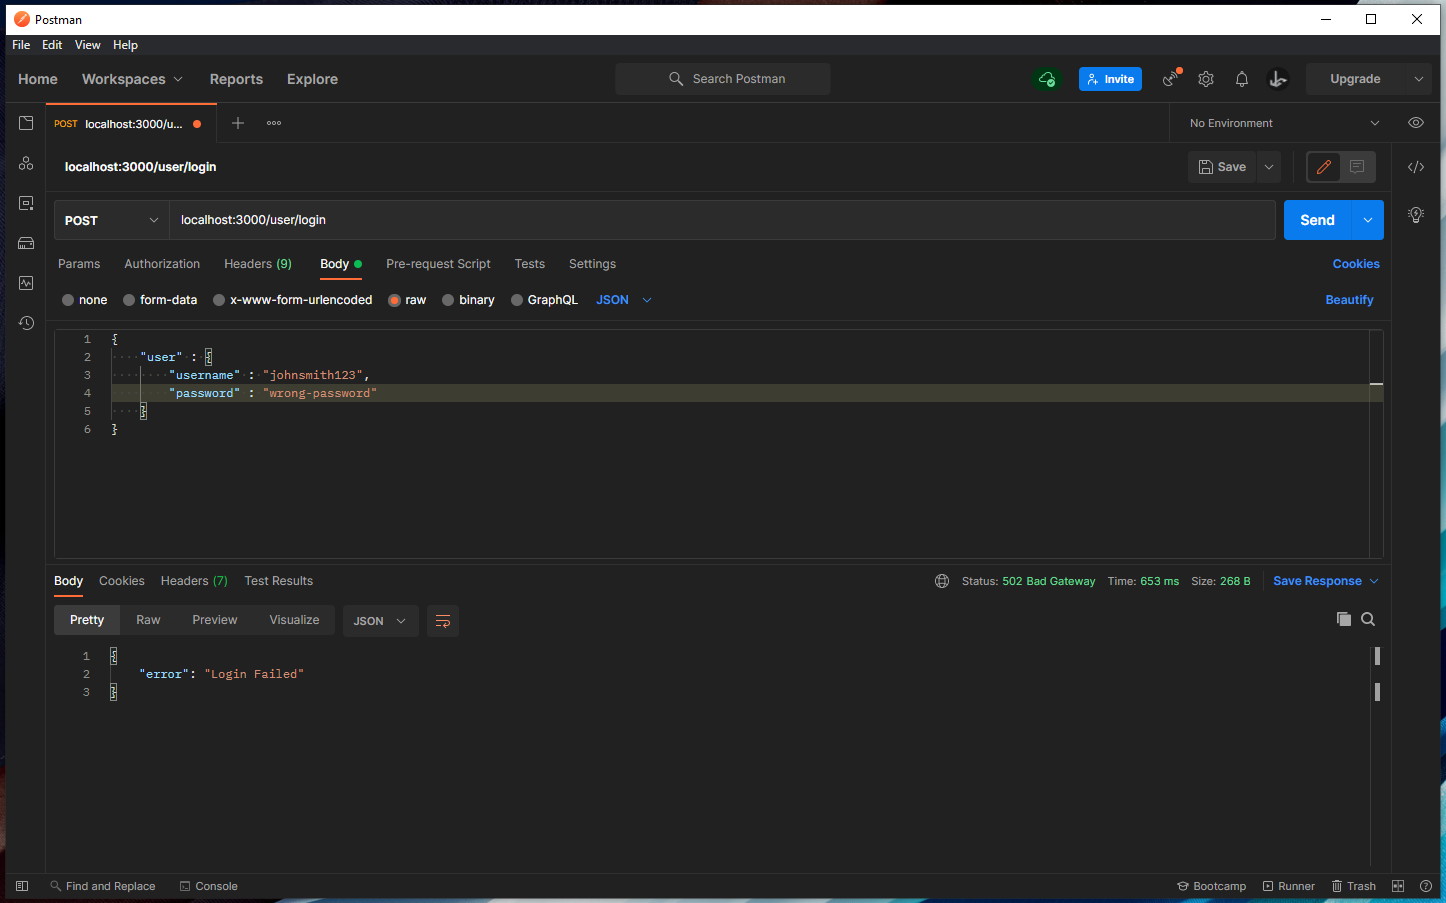 Postman
File Edit View Help
Home Workspaces Reports Explore Search Postman Invite Upgrade
POST localhost:3000/u... No Environment
localhost:3000/user/login Save
POST localhost:3000/user/login Send
Params Authorization Headers (9) Body Pre-request Script Tests Settings Cookies
none form-data x-www-form-urlencoded raw binary GraphQL JSON Beautify
1 {
2 "user" : {
3 "username" : "johnsmith123",
4 "password" : "wrong-password"
5 }
6 }
Body Cookies Headers (7) Test Results Status: 502 Bad Gateway Time: 653 ms Size: 268 B Save Response
Pretty Raw Preview Visualize JSON
1 {
2 "error": "Login Failed"
3 }
Find and Replace Console Bootcamp Runner Trash